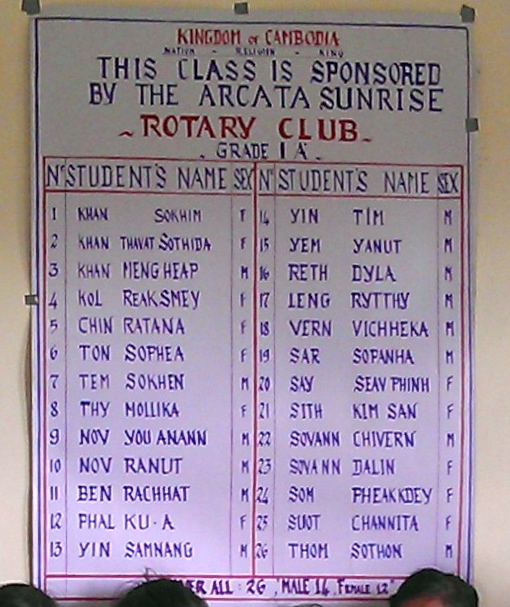 KINGDOM OF CAMBODIA
NATION - RELIGION - KING
THIS CLASS IS SPONSORED
BY THE ARCATA SUNRISE
~ ROTARY CLUB ~
- GRADE 1 A -
N° STUDENT'S NAME SEX N° STUDENT'S NAME SEX
1 KHAN SOKHIM F 14 YIN TIM M
2 KHAN THAVAT SOTHIDA F 15 YEM YANUT M
3 KHAN MENG HEAP M 16 RETH DYLA M
4 KOL REAKSMEY F 17 LENG RYTTHY M
5 CHIN RATANA F 18 VERN VICHHEKA M
6 TON SOPHEA F 19 SAR SOPANHA M
7 TEM SOKHEN M 20 SAY SEAV PHINH F
8 THY MOLLIKA F 21 SITH KIM SAN F
9 NOV YOU ANANN M 22 SOVANN CHIVERN M
10 NOV RANUT M 23 SOVANN DALIN F
11 BEN RACHHAT M 24 SOM PHEAKKDEY F
12 PHAL KU·A F 25 SUOT CHANNITA F
13 YIN SAMNANG M 26 THOM SOTHON M
ALL : 26 MALE 14, FEMALE 12